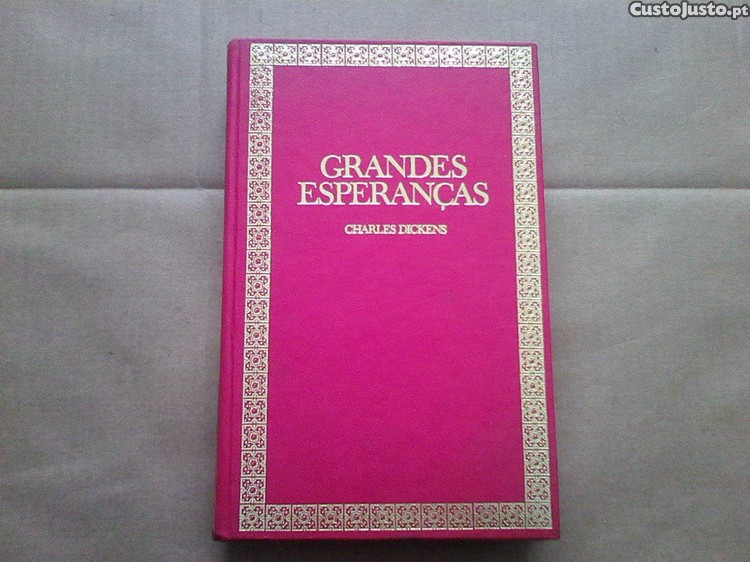 CustoJusto.pt
GRANDES
ESPERANÇAS
CHARLES DICKENS